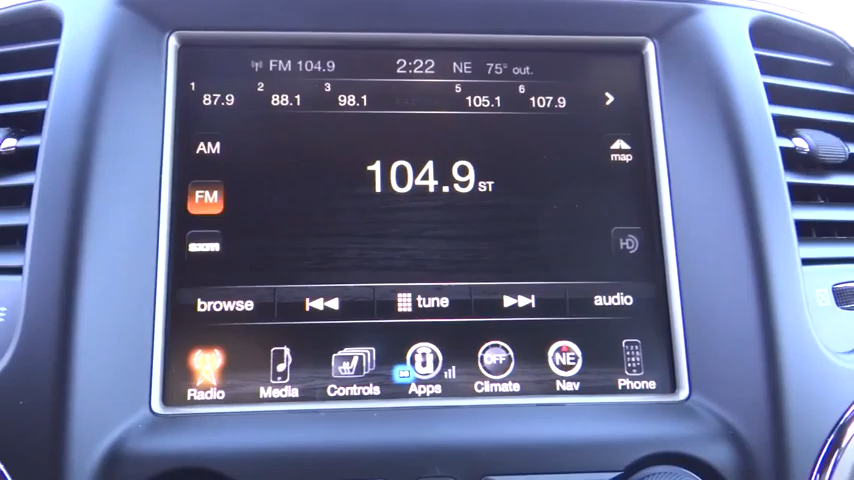 FM 104.9 2:22 NE 75° out.
1 87.9 2 88.1 3 98.1 5 105.1 6 107.9
AM
map
104.9 ST
FM
sxm
HD
browse tune audio
OFF NE
Radio Media Controls Apps Climate Nav Phone